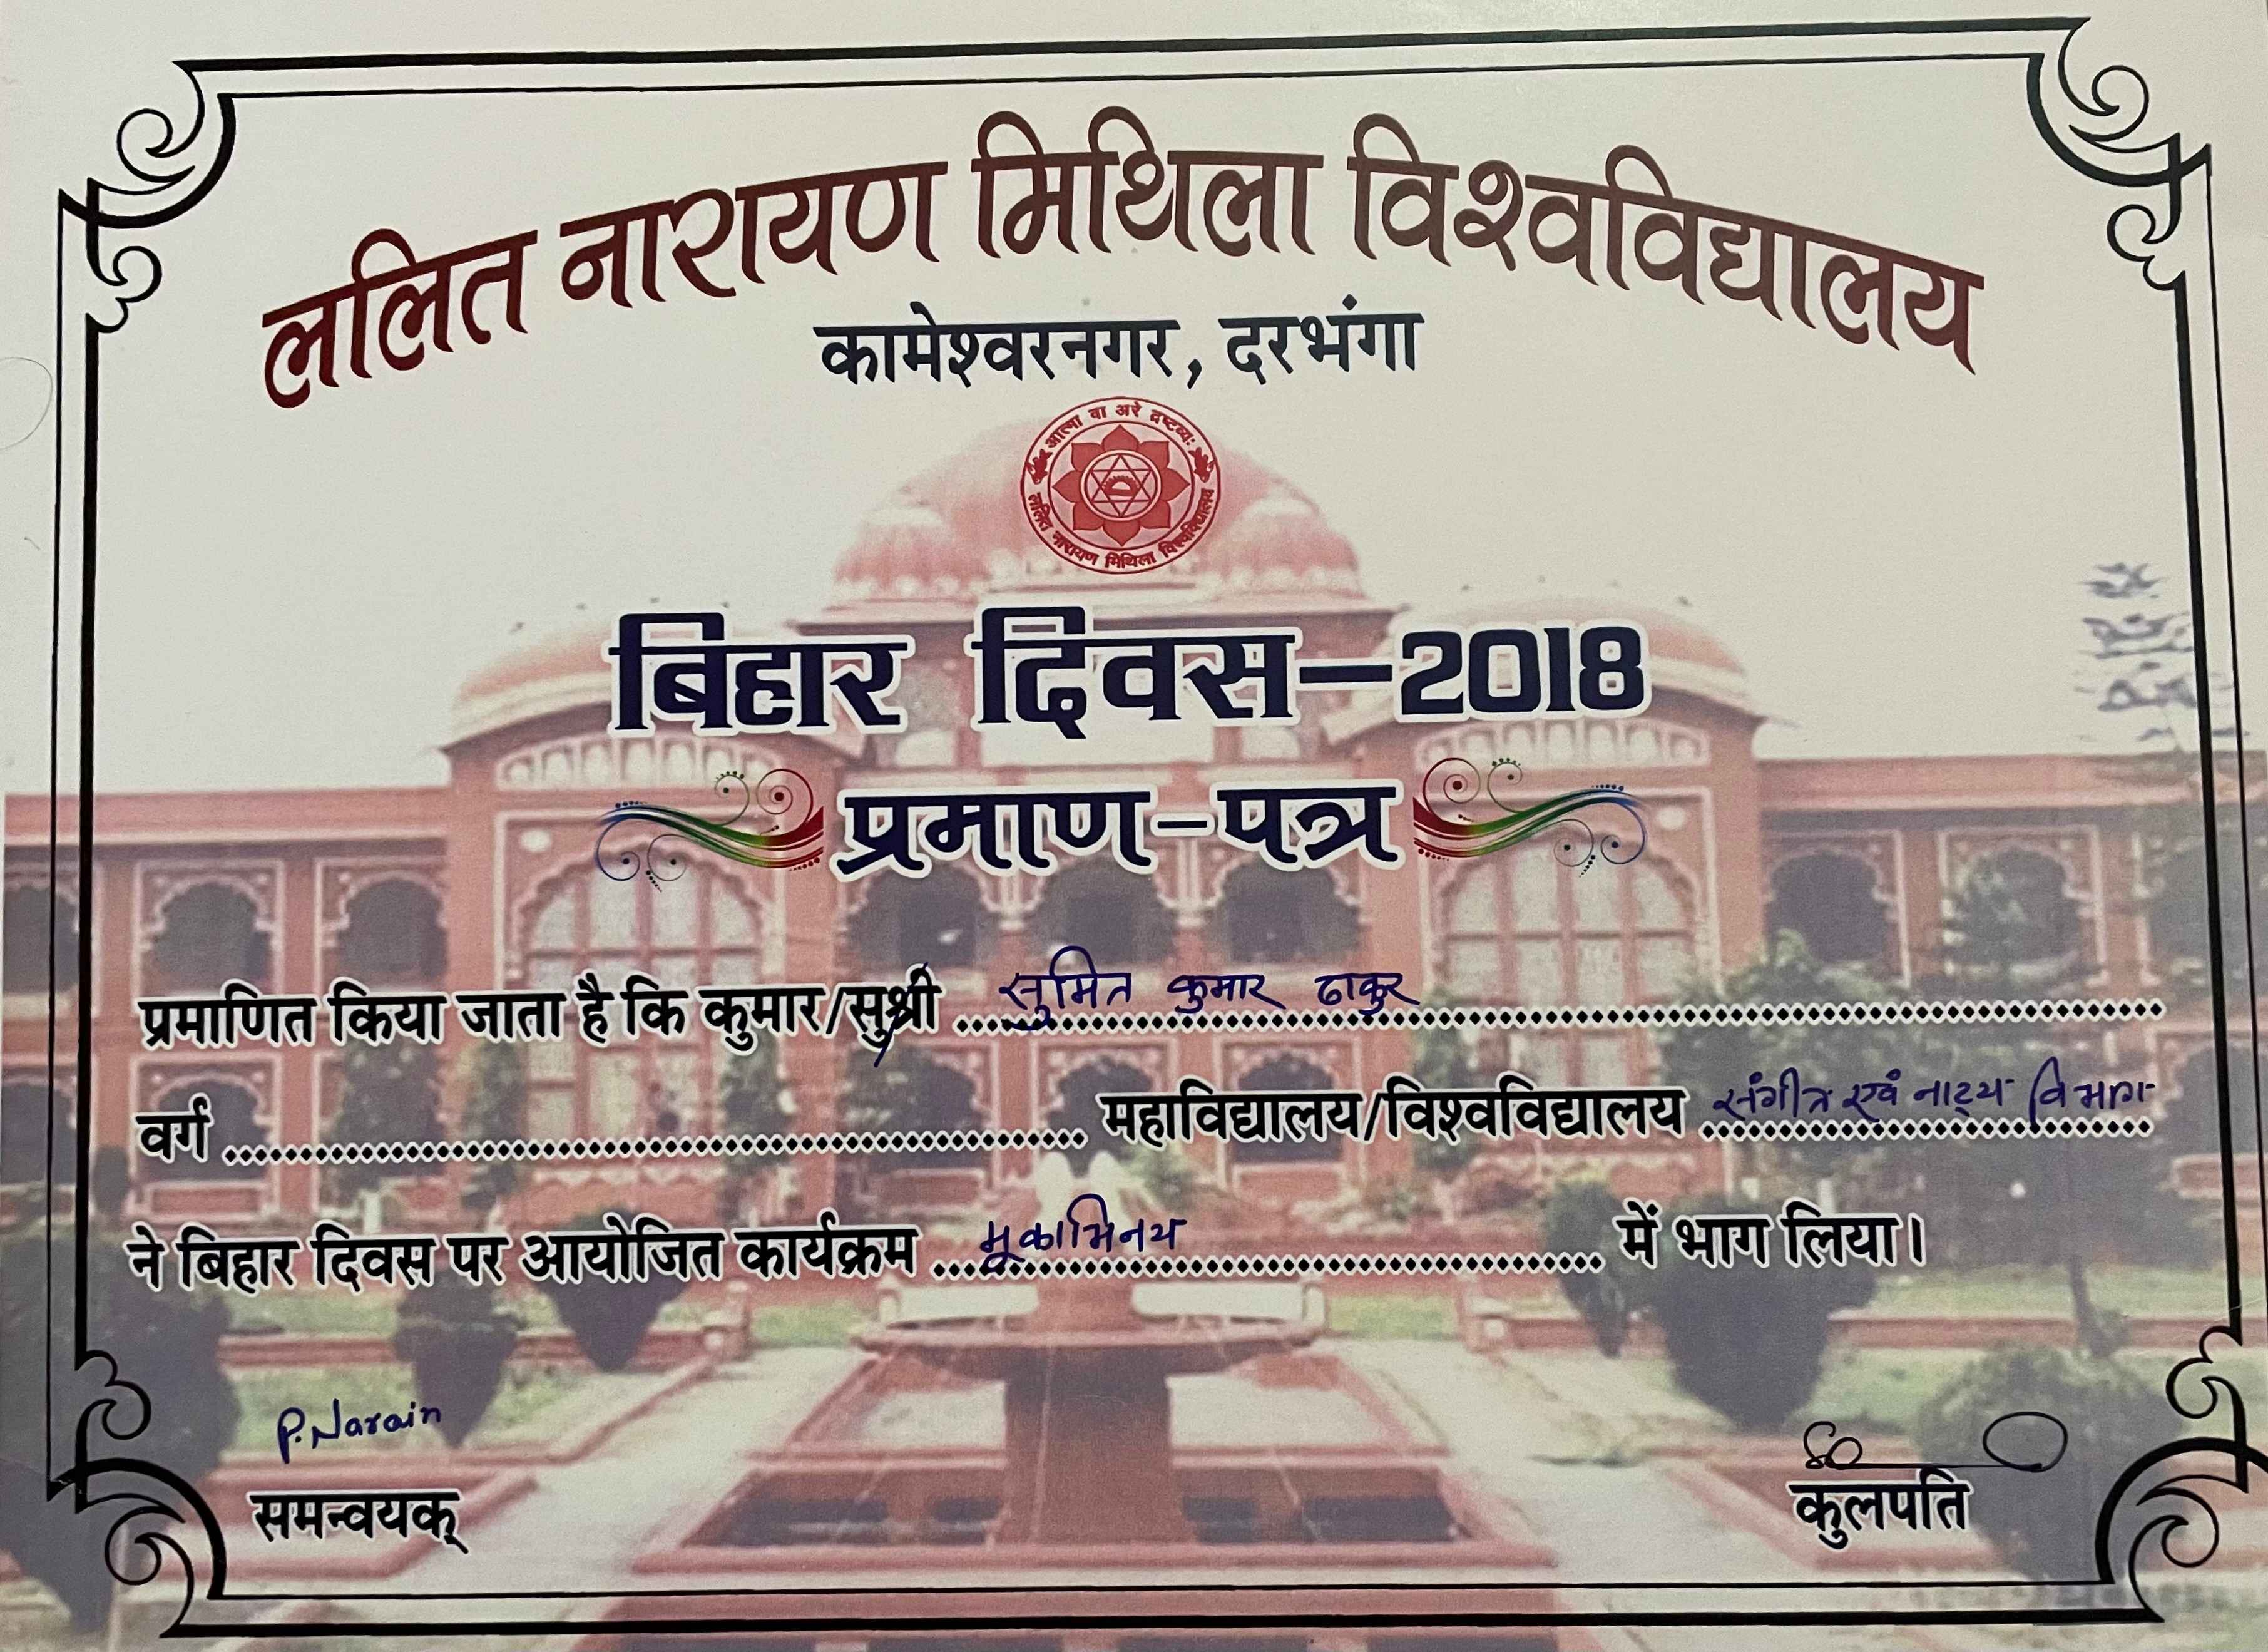 ललित नारायण मिथिला विश्वविद्यालय
कामेश्वरनगर, दरभंगा
आत्मा वा अरे द्रष्टव्यः
ललित नारायण मिथिला विश्वविद्यालय
बिहार दिवस–2018
प्रमाण-पत्र
प्रमाणित किया जाता है कि कुमार/सुश्री सुमित कुमार ठाकुर
वर्ग महाविद्यालय/विश्वविद्यालय संगीत एवं नाट्य विभाग
ने बिहार दिवस पर आयोजित कार्यक्रम मूकाभिनय में भाग लिया।
P. Narain
समन्वयक्
कुलपति